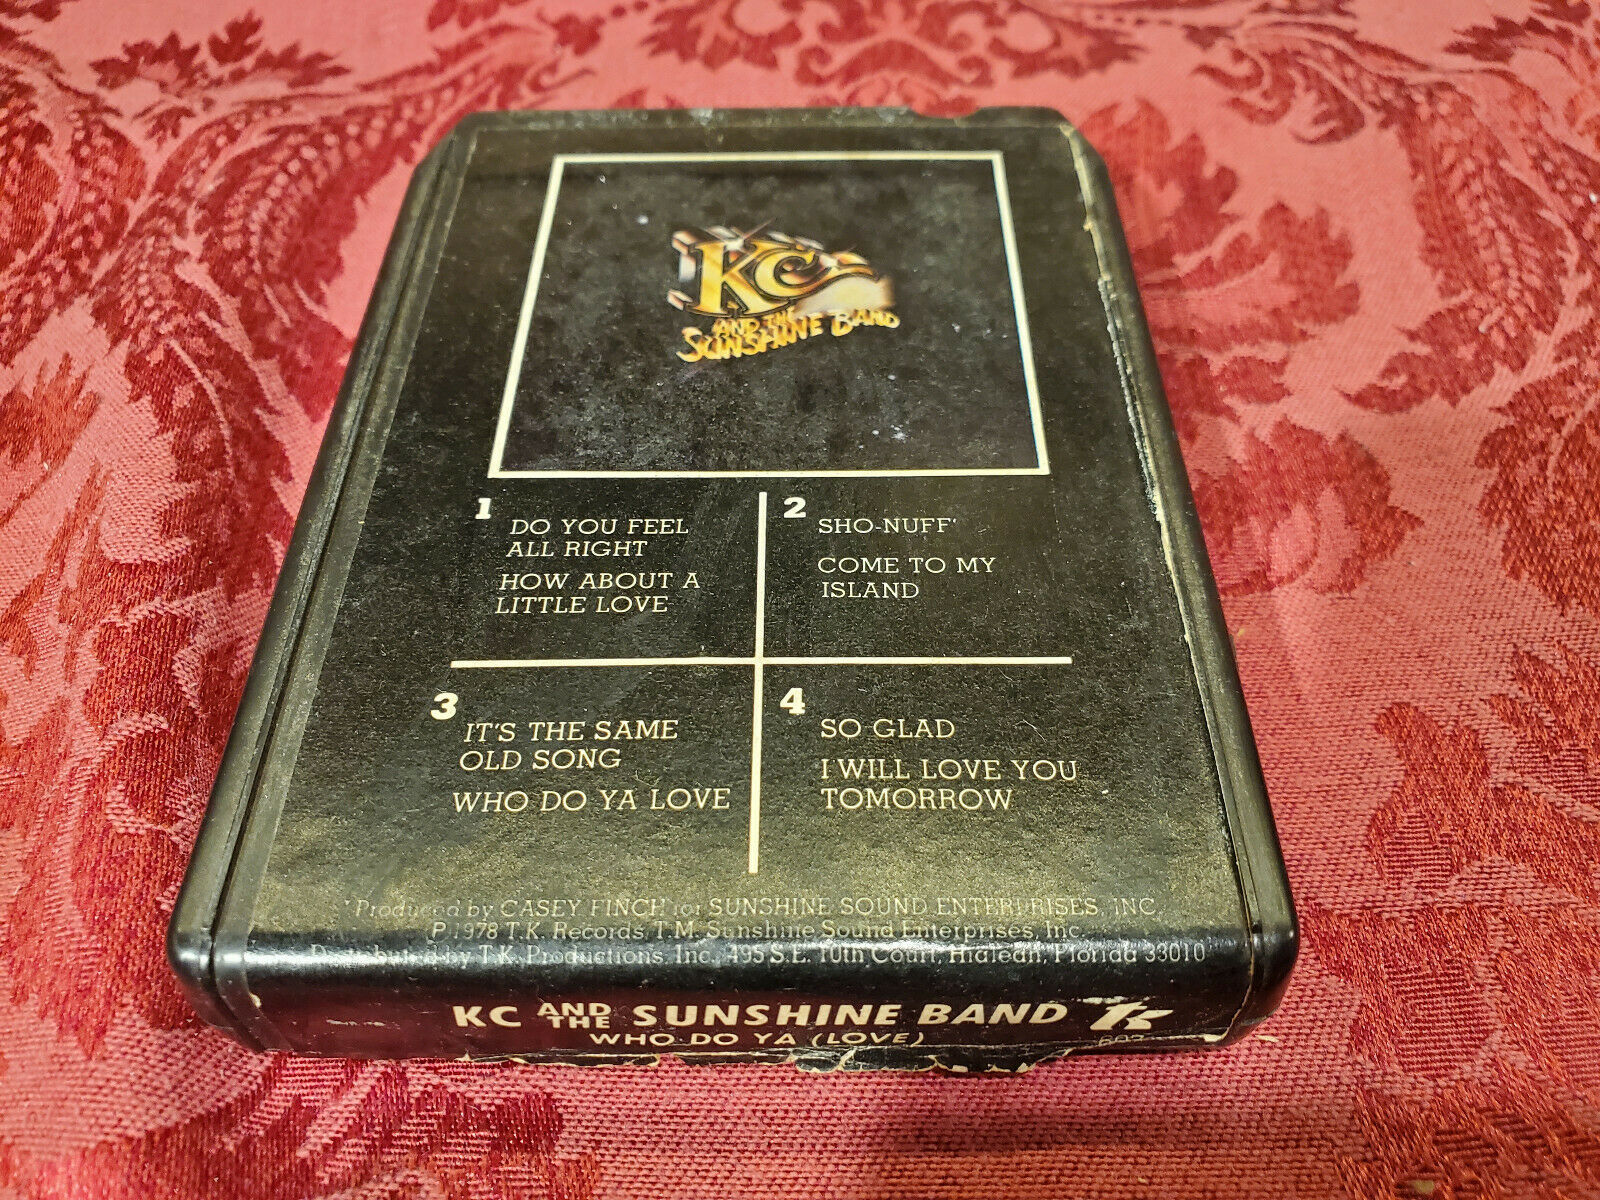 KC
AND THE
SUNSHINE BAND
1
DO YOU FEEL
ALL RIGHT
HOW ABOUT A
LITTLE LOVE
2
SHO-NUFF'
COME TO MY
ISLAND
3
IT'S THE SAME
OLD SONG
WHO DO YA LOVE
4
SO GLAD
I WILL LOVE YOU
TOMORROW
Produced by CASEY FINCH for SUNSHINE SOUND ENTERPRISES, INC.
P 1978 T.K. Records, T.M. Sunshine Sound Enterprises, Inc.
Distributed by T.K. Productions, Inc. 495 S.E. 10th Court, Hialeah, Florida 33010
KC AND THE SUNSHINE BAND TK
WHO DO YA (LOVE)